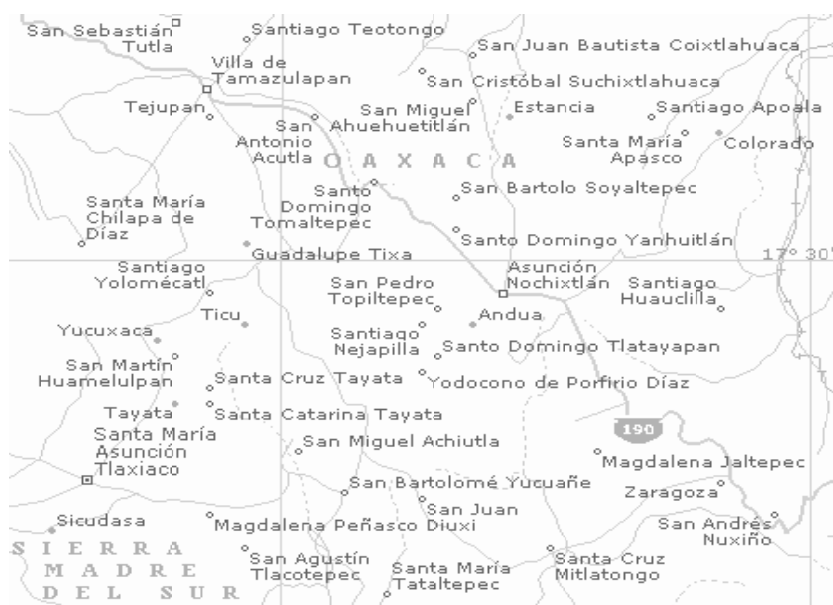 San Sebastián
Tutla
Santiago Teotongo
San Juan Bautista Coixtlahuaca
Villa de
Tamazulapan
San Cristóbal Suchixtlahuaca
Tejupan
San
Antonio
Acutla
San Miguel
Ahuehuetitlán
Estancia
Santiago Apoala
Santa María
Apasco
Colorado
OAXACA
Santo
Domingo
Tomaltepec
San Bartolo Soyaltepec
Santa María
Chilapa de
Díaz
Santo Domingo Yanhuitlán
Guadalupe Tixa
17°30'
Santiago
Yolomécatl
San Pedro
Topiltepec
Asunción
Nochixtlán
Santiago
Huauclilla
Ticu
Andua
Yucuxaca
Santiago
Nejapilla
Santo Domingo Tlatayapan
San Martín
Huamelulpan
Santa Cruz Tayata
Yodocono de Porfirio Díaz
Tayata
Santa Catarina Tayata
190
Santa María
Asunción
Tlaxiaco
San Miguel Achiutla
Magdalena Jaltepec
San Bartolomé Yucuañe
Zaragoza
San Juan
Diuxi
Sicudasa
Magdalena Peñasco
San Andrés
Nuxiño
SIERRA
MADRE
DEL SUR
San Agustín
Tlacotepec
Santa María
Tataltepec
Santa Cruz
Mitlatongo